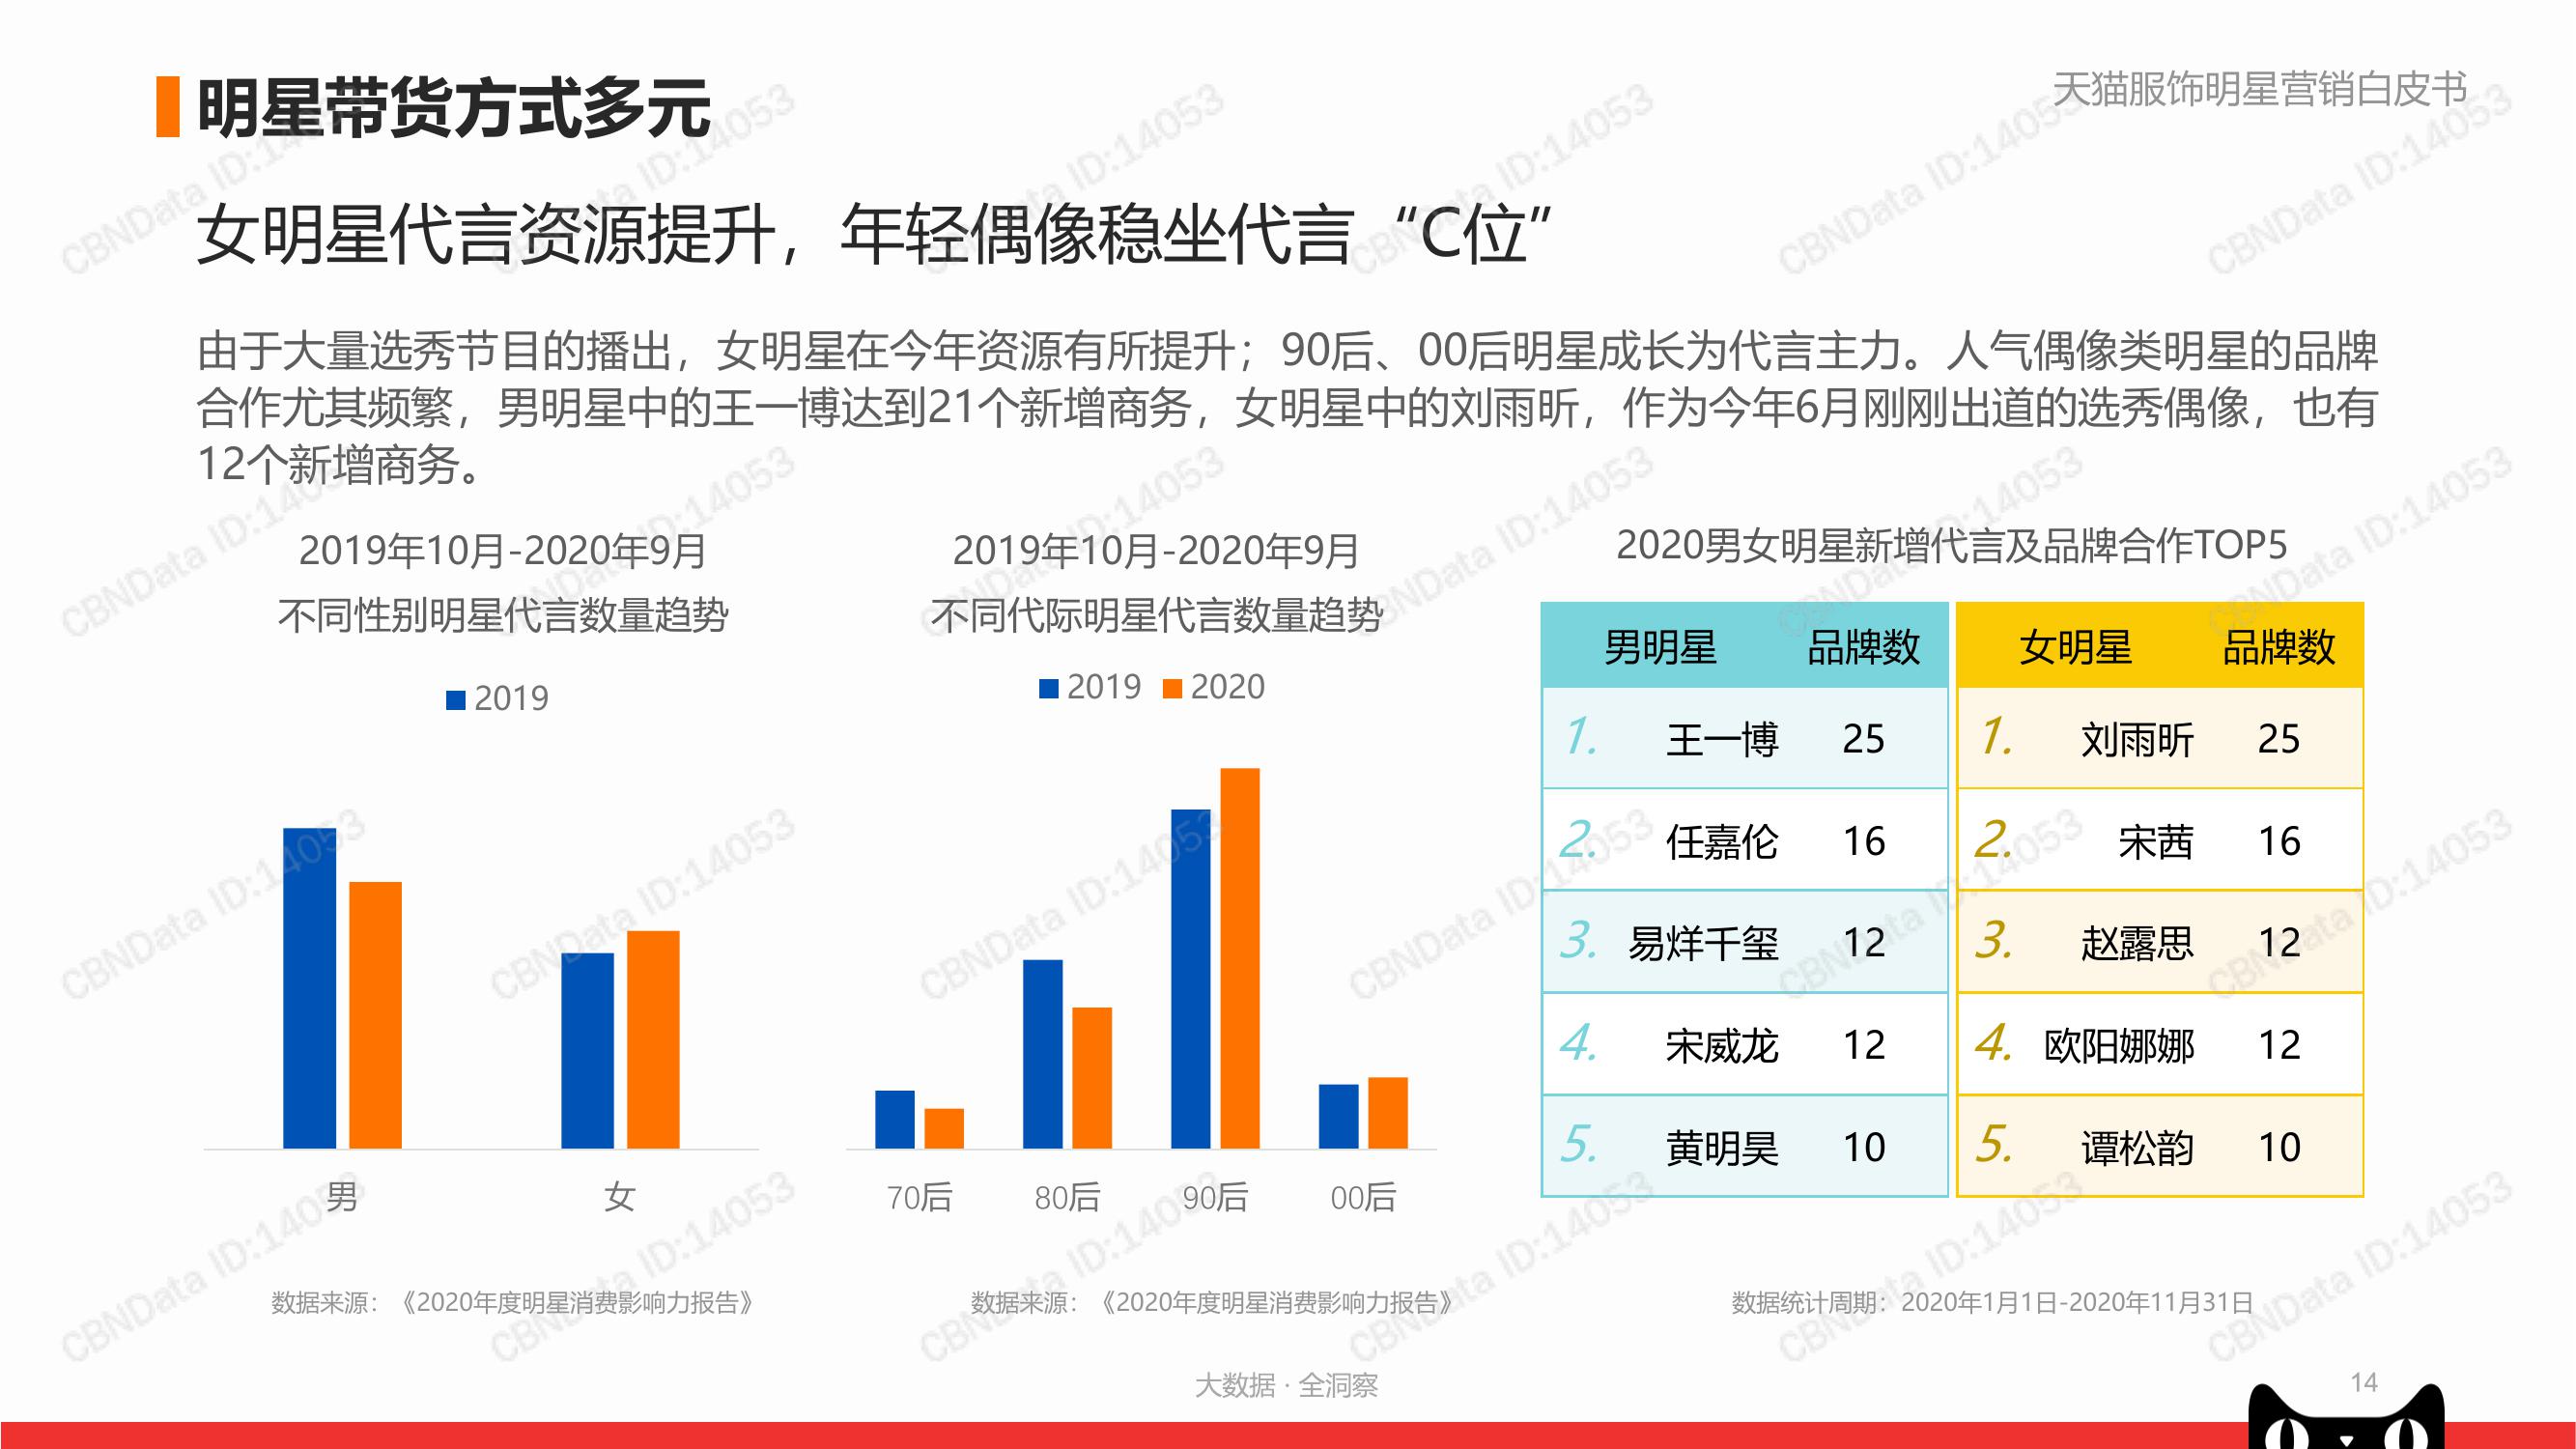 明星带货方式多元
天猫服饰明星营销白皮书
女明星代言资源提升，年轻偶像稳坐代言“C位”
由于大量选秀节目的播出，女明星在今年资源有所提升；90后、00后明星成长为代言主力。人气偶像类明星的品牌
合作尤其频繁，男明星中的王一博达到21个新增商务，女明星中的刘雨昕，作为今年6月刚刚出道的选秀偶像，也有
12个新增商务。
2019年10月-2020年9月
不同性别明星代言数量趋势
2019
男 女
数据来源：《2020年度明星消费影响力报告》
2019年10月-2020年9月
不同代际明星代言数量趋势
2019 2020
70后 80后 90后 00后
数据来源：《2020年度明星消费影响力报告》
2020男女明星新增代言及品牌合作TOP5
男明星 品牌数 女明星 品牌数
1. 王一博 25 1. 刘雨昕 25
2. 任嘉伦 16 2. 宋茜 16
3. 易烊千玺 12 3. 赵露思 12
4. 宋威龙 12 4. 欧阳娜娜 12
5. 黄明昊 10 5. 谭松韵 10
数据统计周期：2020年1月1日-2020年11月31日
大数据 · 全洞察
14
CBNData ID:14053